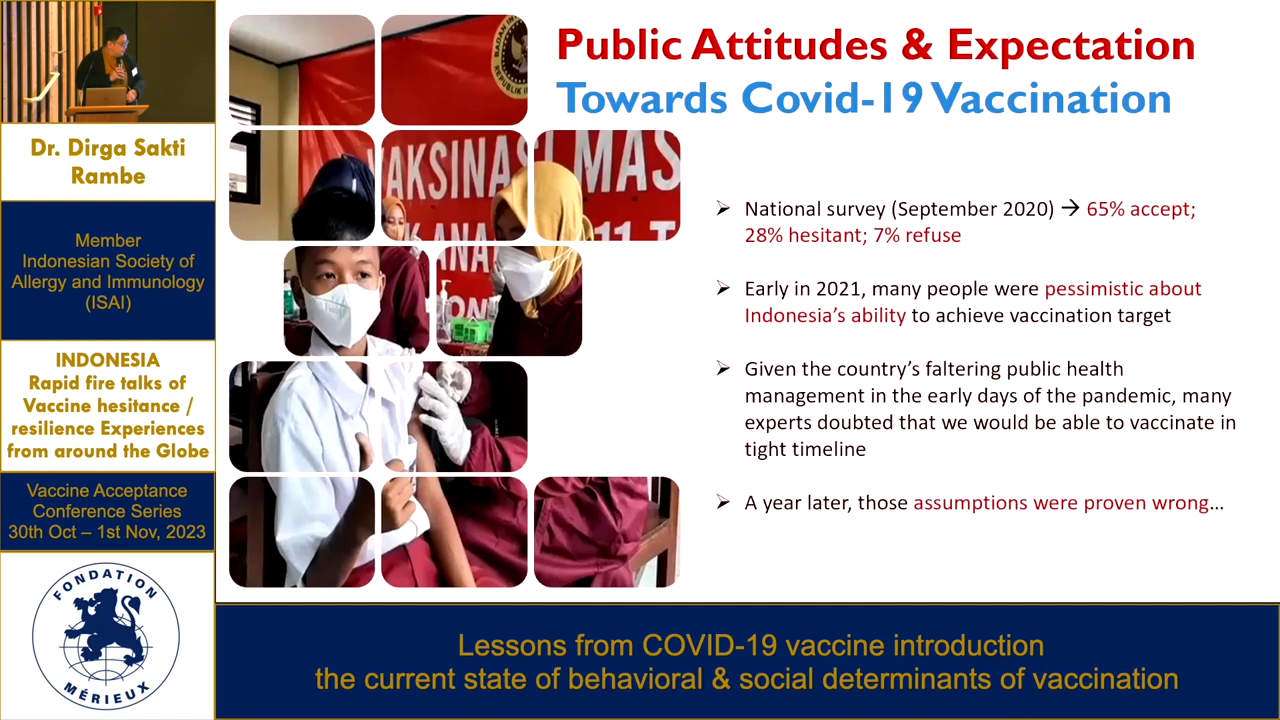 Public Attitudes & Expectation
Towards Covid-19 Vaccination
Dr. Dirga Sakti
Rambe
Member
Indonesian Society of
Allergy and Immunology
(ISAI)
INDONESIA
Rapid fire talks of
Vaccine hesitance /
resilience Experiences
from around the Globe
Vaccine Acceptance
Conference Series
30th Oct – 1st Nov, 2023
FONDATION
MÉRIEUX
VAKSINASI MAS
KANA
11 T
➢ National survey (September 2020) → 65% accept;
28% hesitant; 7% refuse
➢ Early in 2021, many people were pessimistic about
Indonesia's ability to achieve vaccination target
➢ Given the country's faltering public health
management in the early days of the pandemic, many
experts doubted that we would be able to vaccinate in
tight timeline
➢ A year later, those assumptions were proven wrong...
Lessons from COVID-19 vaccine introduction
the current state of behavioral & social determinants of vaccination